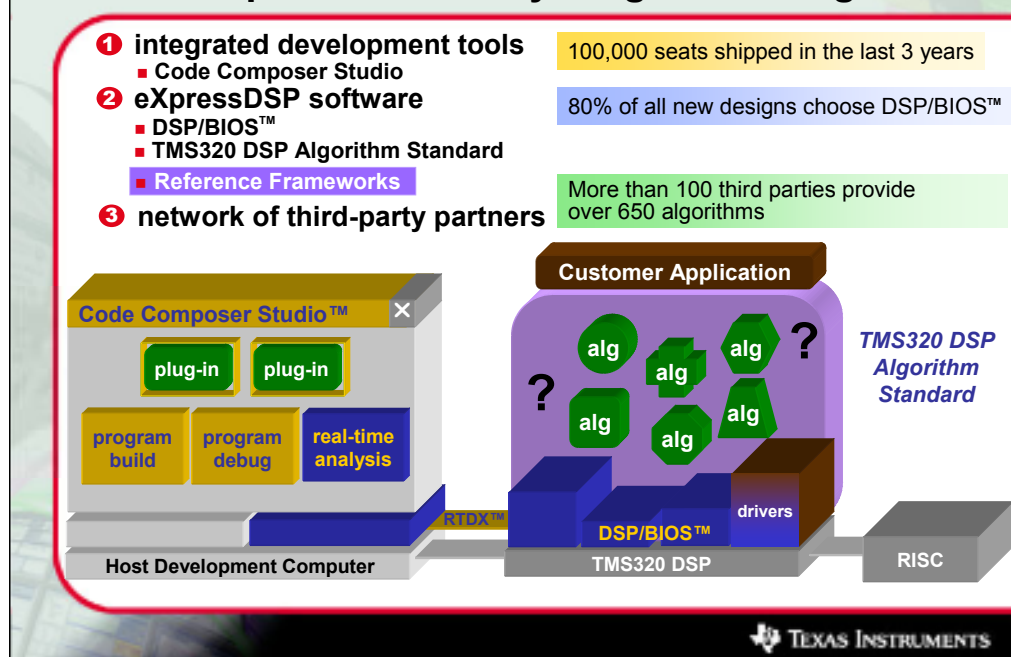 1 integrated development tools
100,000 seats shipped in the last 3 years
Code Composer Studio
2 eXpressDSP software
80% of all new designs choose DSP/BIOS™
DSP/BIOS™
TMS320 DSP Algorithm Standard
Reference Frameworks
3 network of third-party partners
More than 100 third parties provide
over 650 algorithms
Customer Application
Code Composer Studio™
plug-in
plug-in
program
build
program
debug
real-time
analysis
RTDX™
Host Development Computer
?
?
alg
alg
alg
alg
alg
alg
TMS320 DSP
Algorithm
Standard
DSP/BIOS™
drivers
TMS320 DSP
RISC
TEXAS INSTRUMENTS